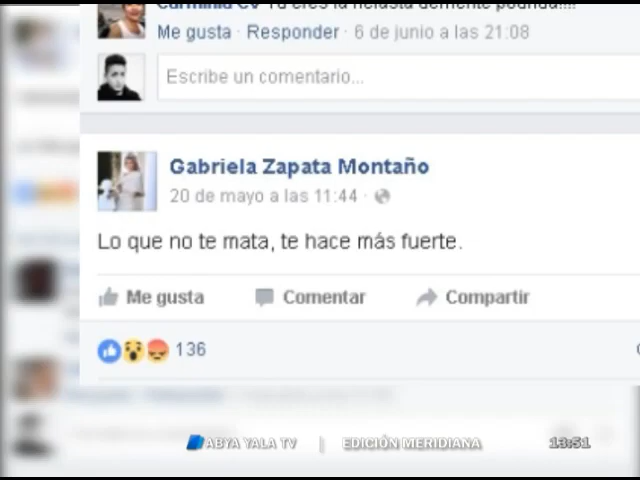 Me gusta · Responder · 6 de junio a las 21:08
Escribe un comentario...
Gabriela Zapata Montaño
20 de mayo a las 11:44 ·
Lo que no te mata, te hace más fuerte.
Me gusta Comentar Compartir
136
ABYA YALA TV | EDICIÓN MERIDIANA 13:51